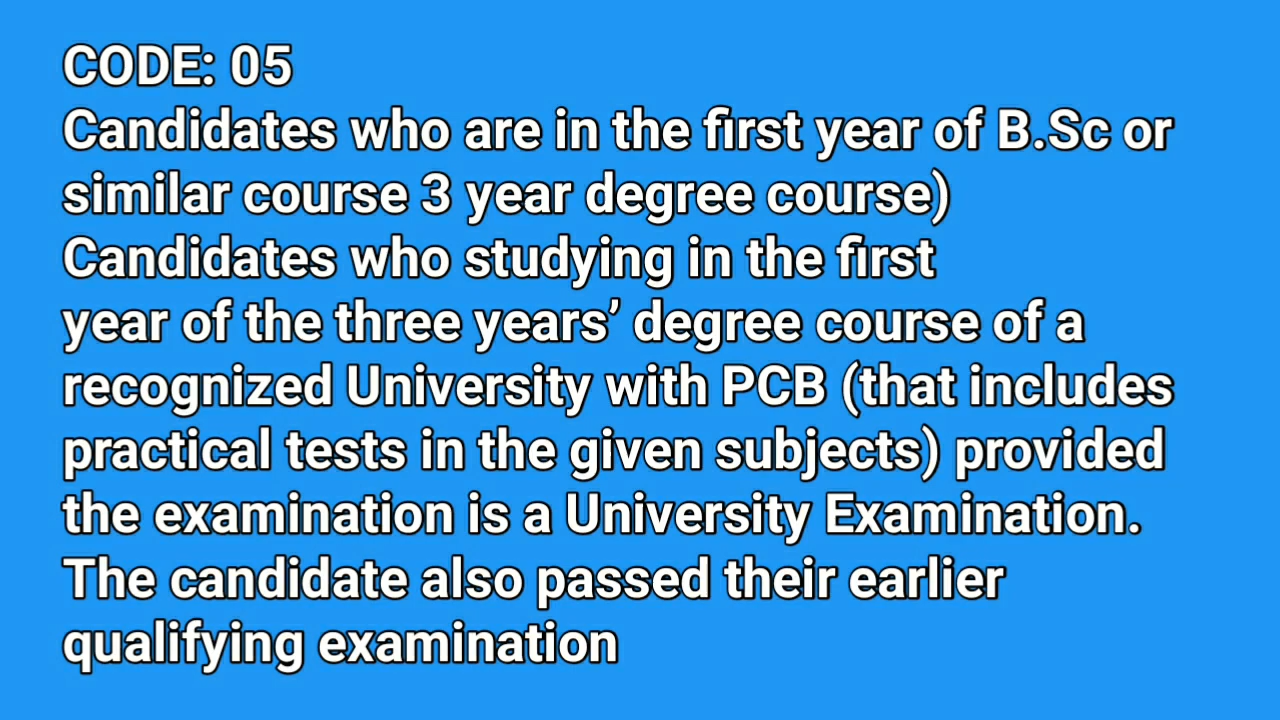 CODE: 05
Candidates who are in the first year of B.Sc or
similar course 3 year degree course)
Candidates who studying in the first
year of the three years’ degree course of a
recognized University with PCB (that includes
practical tests in the given subjects) provided
the examination is a University Examination.
The candidate also passed their earlier
qualifying examination